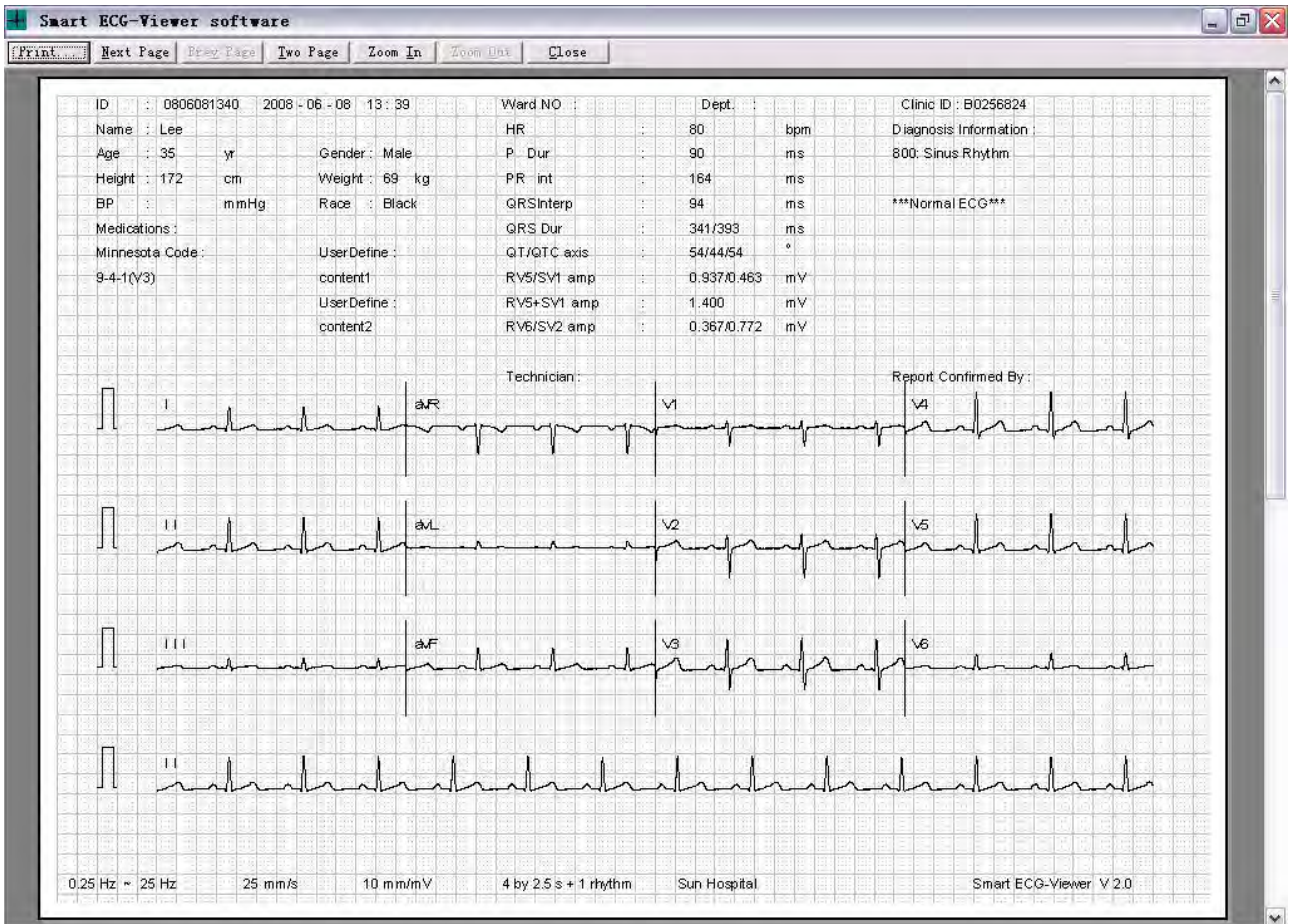 Smart ECG-Viewer software
Print... Next Page Prev Page Two Page Zoom In Zoom Out Close
ID : 0806081340 2008 - 06 - 08 13 : 39 Ward NO : Dept. : Clinic ID : B0256824
Name : Lee HR : 80 bpm Diagnosis Information :
Age : 35 yr Gender : Male P Dur : 90 ms 800: Sinus Rhythm
Height : 172 cm Weight : 69 kg PR int : 164 ms
BP : mmHg Race : Black QRSInterp : 94 ms ***Normal ECG***
Medications : QRS Dur : 341/393 ms
Minnesota Code : UserDefine : QT/QTC axis : 54/44/54 °
9-4-1(V3) content1 RV5/SV1 amp : 0.937/0.463 mV
UserDefine : RV5+SV1 amp : 1.400 mV
content2 RV6/SV2 amp : 0.367/0.772 mV
Technician : Report Confirmed By :
I aVR V1 V4
II aVL V2 V5
III aVF V3 V6
II
0.25 Hz ~ 25 Hz 25 mm/s 10 mm/mV 4 by 2.5 s + 1 rhythm Sun Hospital Smart ECG-Viewer V 2.0